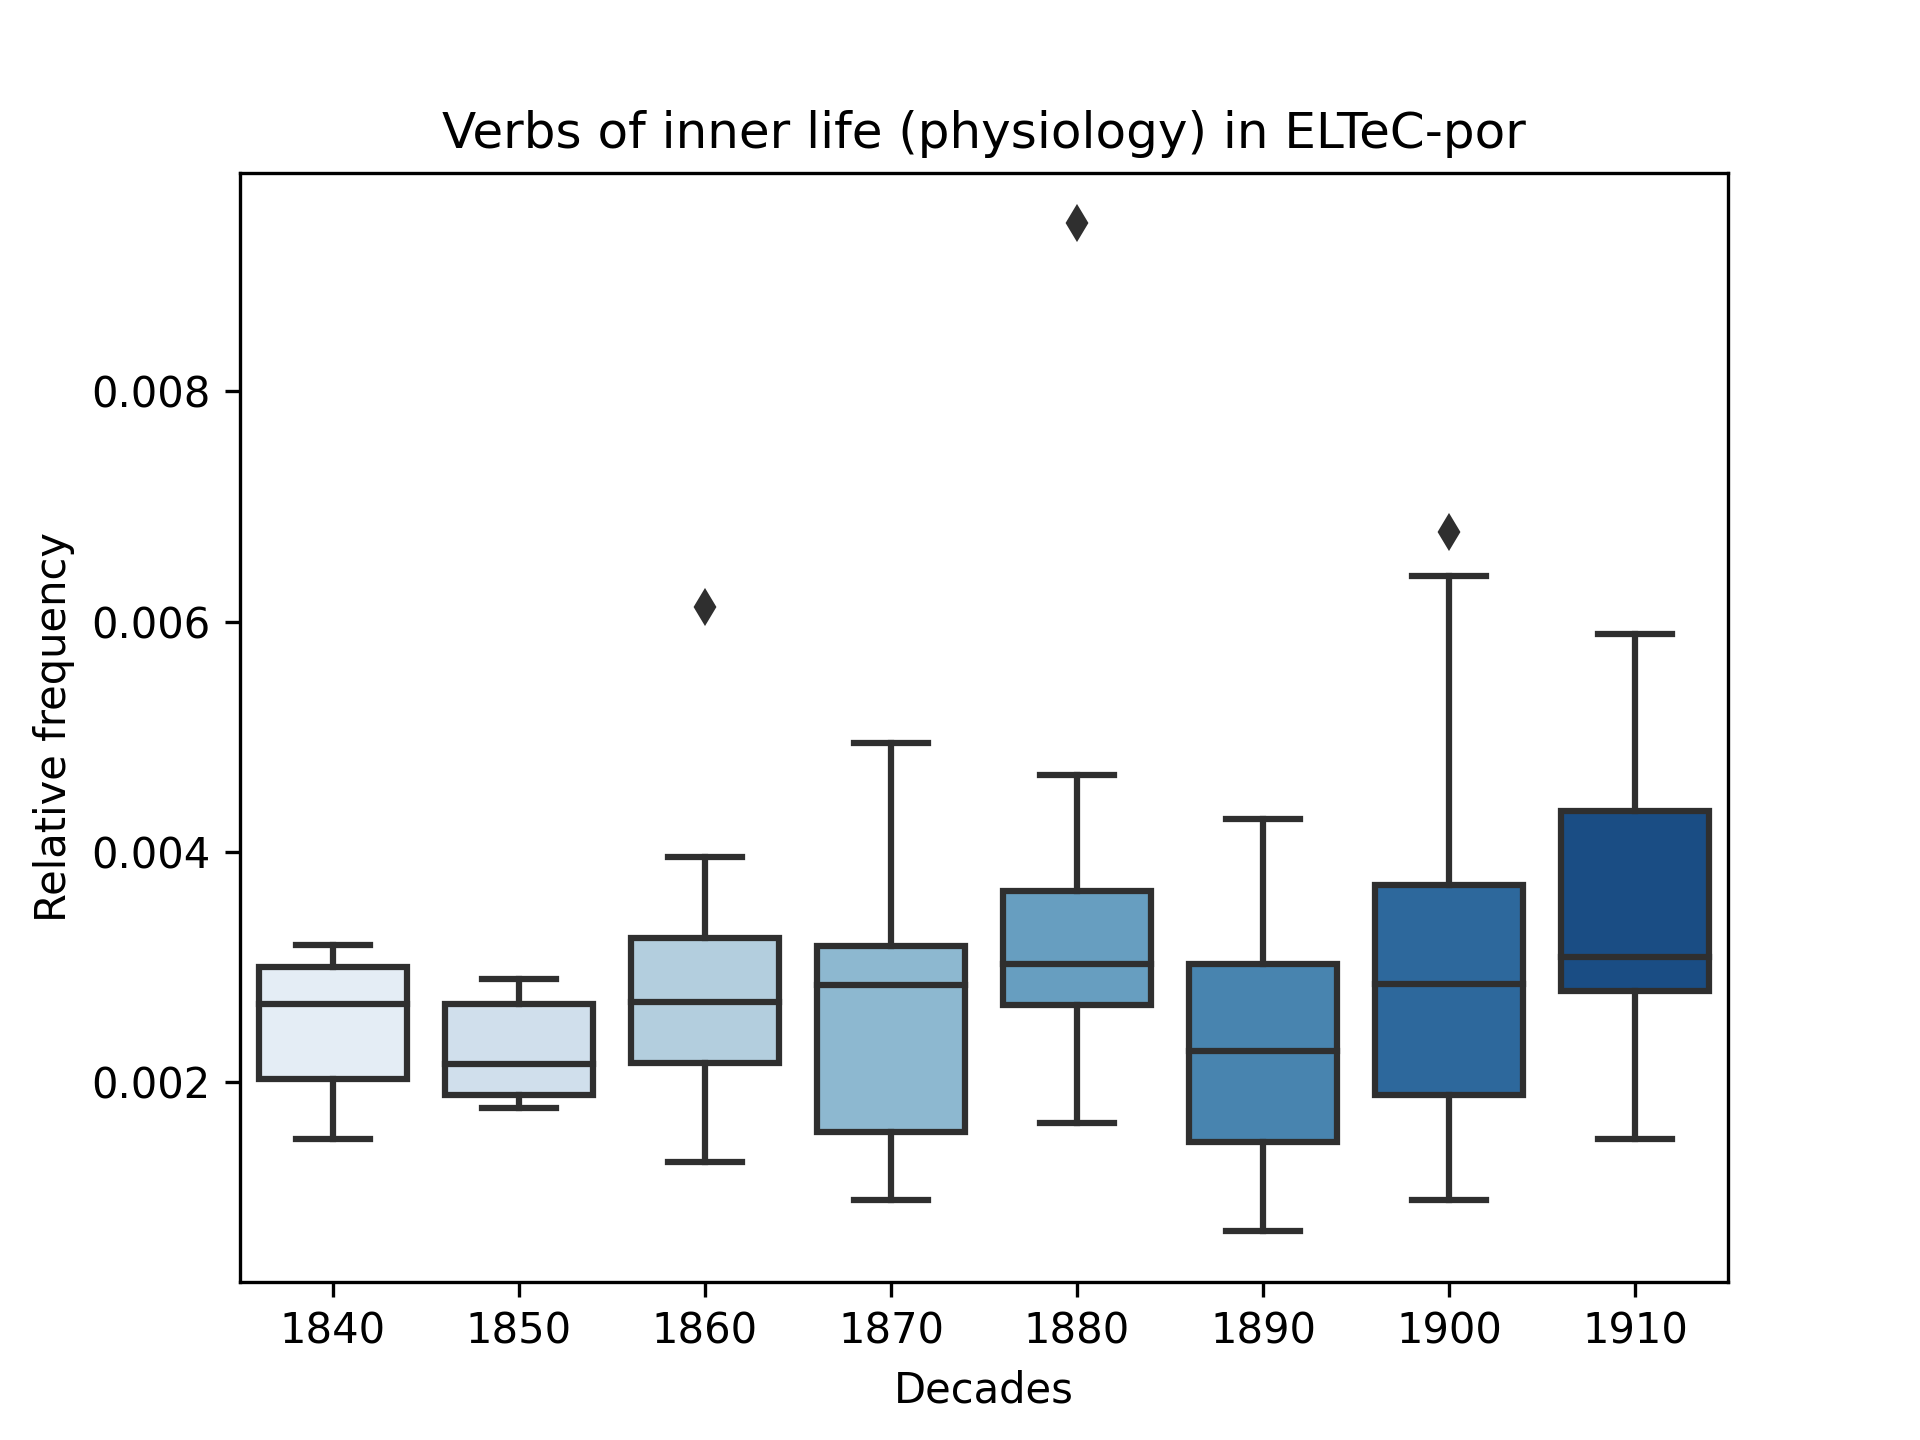 Verbs of inner life (physiology) in ELTeC-por
Relative frequency
0.008
0.006
0.004
0.002
1840 1850 1860 1870 1880 1890 1900 1910
Decades